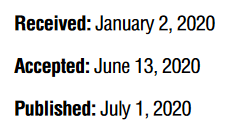 Received: January 2, 2020
Accepted: June 13, 2020
Published: July 1, 2020